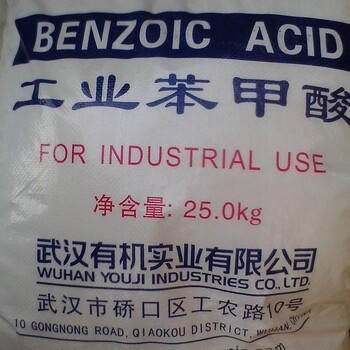 BENZOIC ACID
工业苯甲酸
FOR INDUSTRIAL USE
净含量: 25.0kg
武汉有机实业有限公司
WUHAN YOUJI INDUSTRIES CO.,LTD.
武汉市硚口区工农路10号
10 GONGNONG ROAD, QIAOKOU DISTRICT, WUHAN,